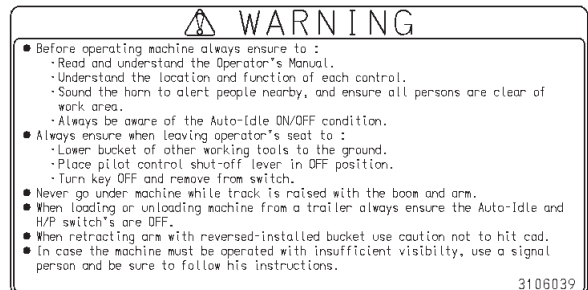 ⚠ WARNING
● Before operating machine always ensure to :
・Read and understand the Operator"s Manual.
・Understand the location and function of each control.
・Sound the horn to alert people nearby, and ensure all persons are clear of
work area.
・Always be aware of the Auto-Idle ON/OFF condition.
● Always ensure when leaving operator"s seat to :
・Lower bucket of other working tools to the ground.
・Place pilot control shut-off lever in OFF position.
・Turn key OFF and remove from switch.
● Never go under machine while track is raised with the boom and arm.
● When loading or unloading machine from a trailer always ensure the Auto-Idle and
H/P switch"s are OFF.
● When retracting arm with reversed-installed bucket use caution not to hit cad.
● In case the machine must be operated with insufficient visibilty, use a signal
person and be sure to follow his instructions.
3106039